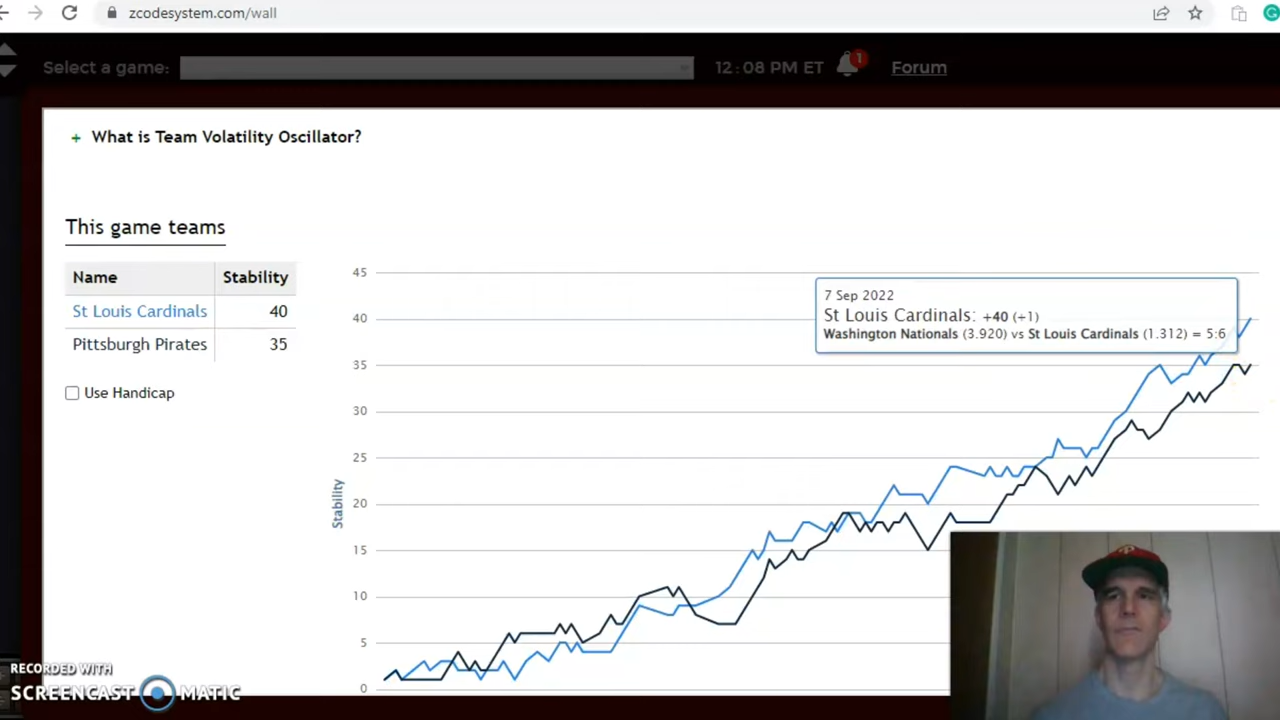 zcodesystem.com/wall
Select a game: 12:08 PM ET 1 Forum
+ What is Team Volatility Oscillator?
This game teams
Name Stability
St Louis Cardinals 40
Pittsburgh Pirates 35
Use Handicap
45
40
35
30
25
20
15
10
5
0
Stability
7 Sep 2022
St Louis Cardinals: +40 (+1)
Washington Nationals (3.920) vs St Louis Cardinals (1.312) = 5:6
P
RECORDED WITH
SCREENCAST MATIC